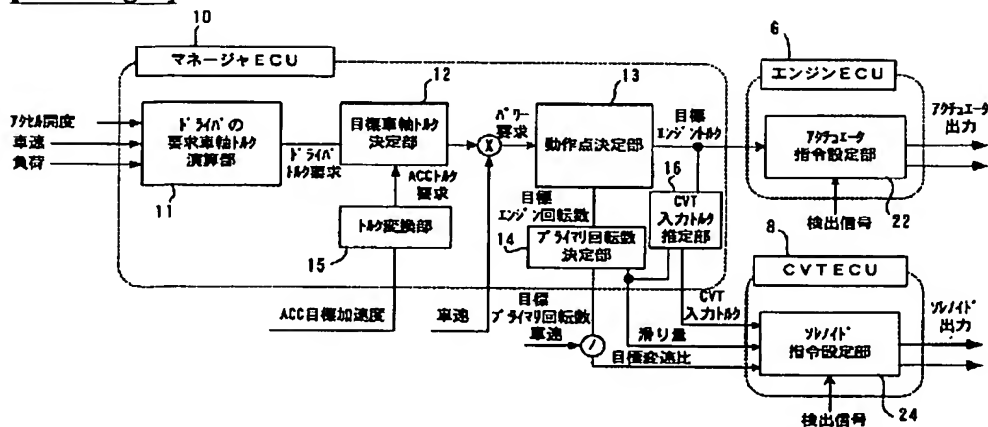 10
マネージャECU
アクセル開度
車速
負荷
ドライバの
要求車軸トルク
演算部
11
ドライバ
トルク要求
12
目標車軸トルク
決定部
ACCトルク
要求
トルク変換部
15
ACC目標加速度
X
車速
パワー
要求
13
動作点決定部
目標
エンジントルク
目標
エンジン回転数
14
プライマリ回転数
決定部
16
CVT
入力トルク
推定部
目標
プライマリ回転数
車速
/
CVT
入力トルク
滑り量
目標変速比
6
エンジンECU
アクチュエータ
指令設定部
22
検出信号
アクチュエータ
出力
8
CVTECU
ソレノイド
指令設定部
24
検出信号
ソレノイド
出力